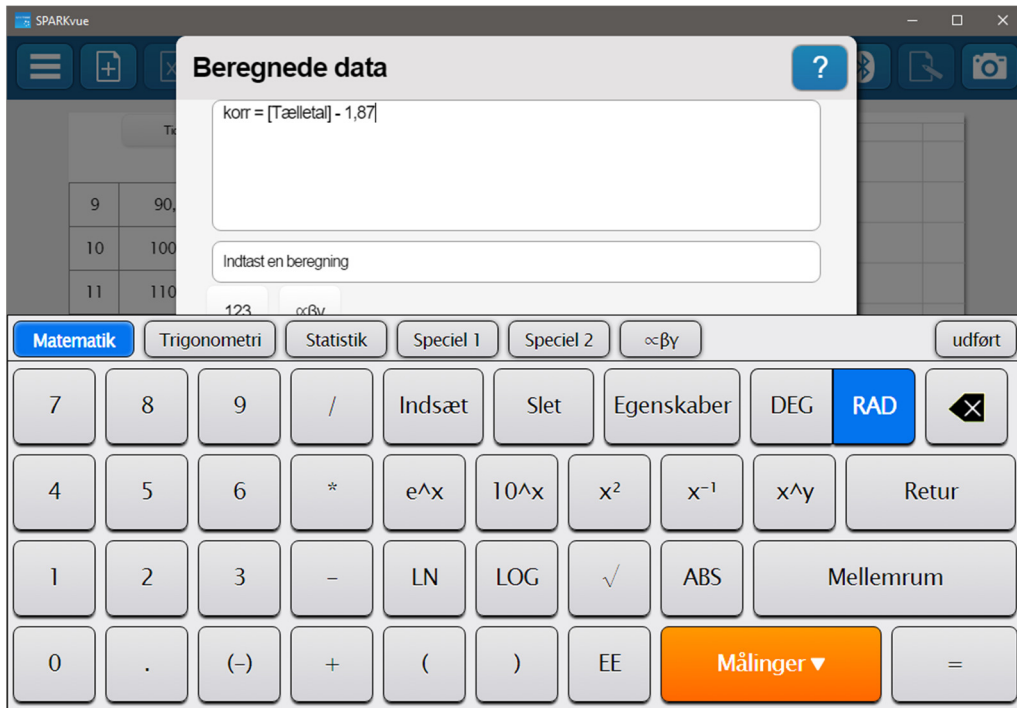 SPARKvue
Beregnede data
?
korr = [Tælletal] - 1,87
9 90,
10 100
11 110
Indtast en beregning
123 ∝βγ
Matematik Trigonometri Statistik Speciel 1 Speciel 2 ∝βγ udført
7 8 9 / Indsæt Slet Egenskaber DEG RAD
4 5 6 * e^x 10^x x² x⁻¹ x^y Retur
1 2 3 – LN LOG √ ABS Mellemrum
0 . (–) + ( ) EE Målinger ▼ =